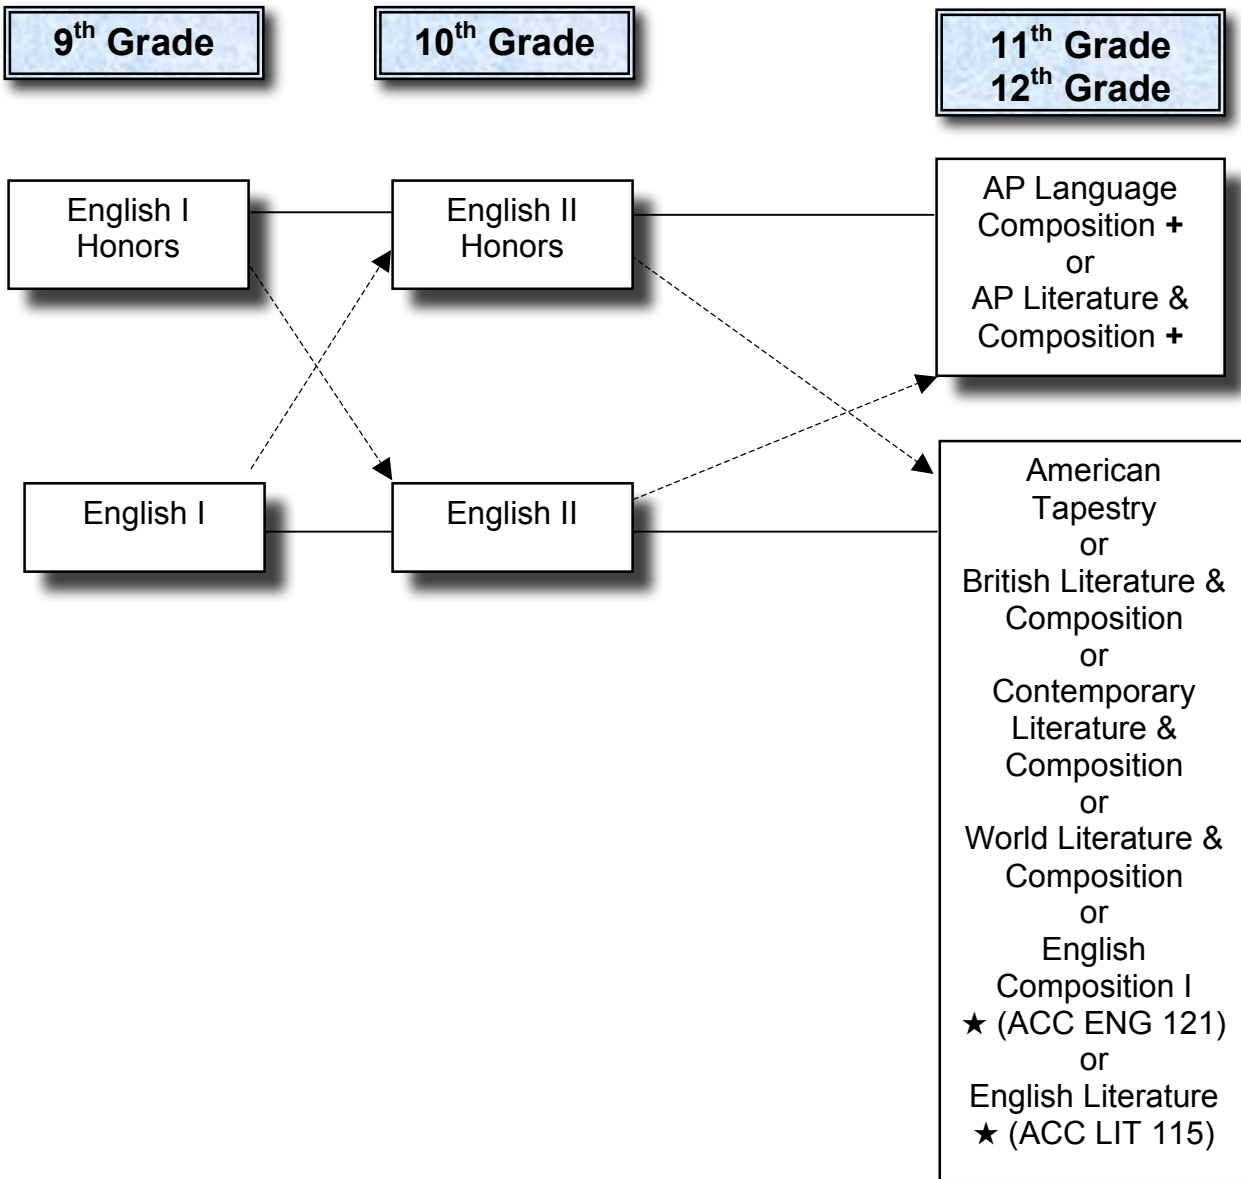 9th Grade
10th Grade
11th Grade
12th Grade
English I
Honors
English II
Honors
AP Language
Composition +
or
AP Literature &
Composition +
English I
English II
American
Tapestry
or
British Literature &
Composition
or
Contemporary
Literature &
Composition
or
World Literature &
Composition
or
English
Composition I
★ (ACC ENG 121)
or
English Literature
★ (ACC LIT 115)